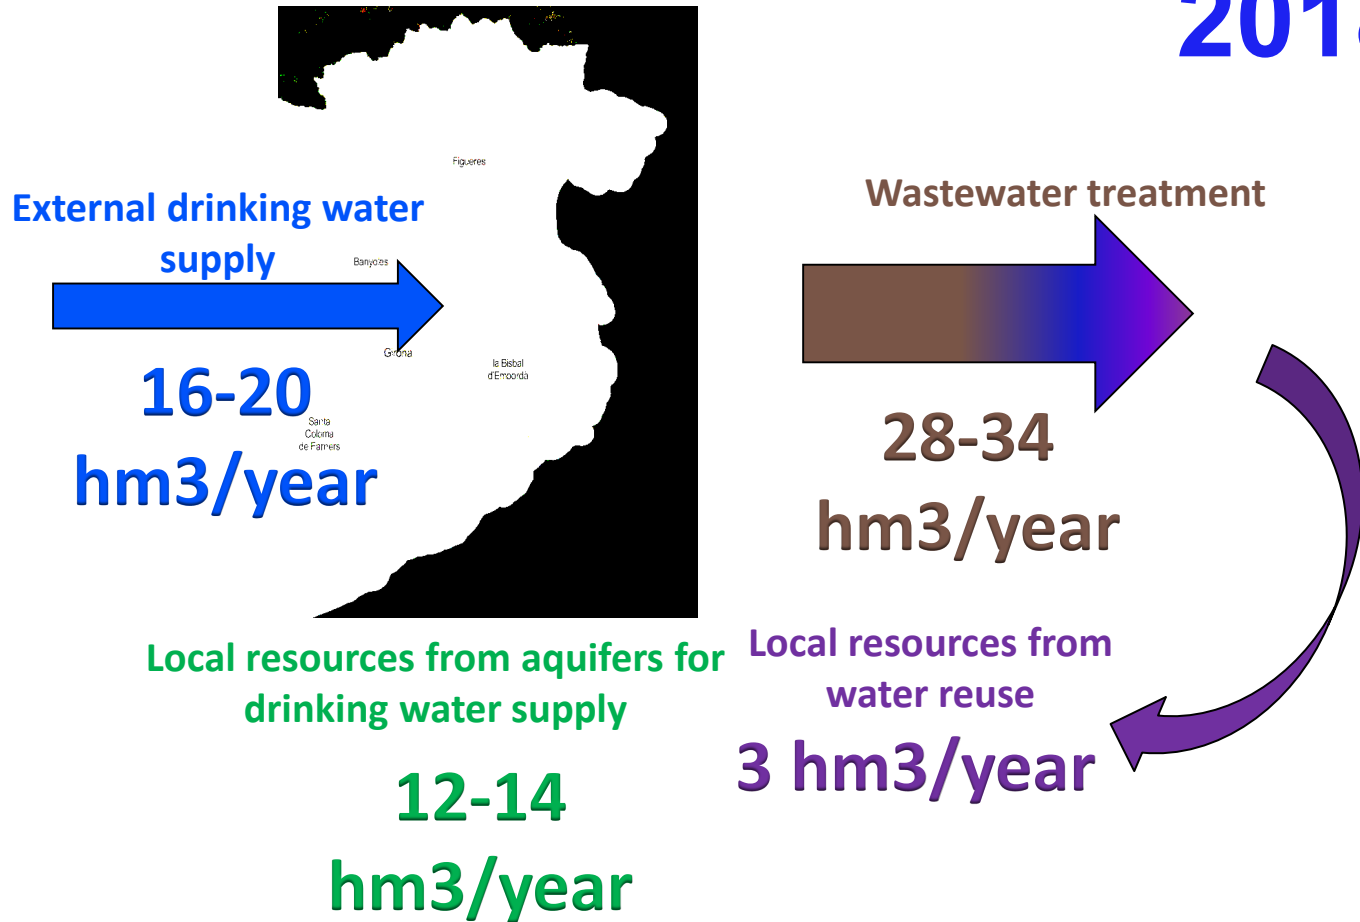 External drinking water
supply
16-20
hm3/year
Figueres
Banyoles
Girona
la Bisbal
d'Empordà
Santa
Coloma
de Farners
Wastewater treatment
28-34
hm3/year
Local resources from aquifers for
drinking water supply
12-14
hm3/year
Local resources from
water reuse
3 hm3/year